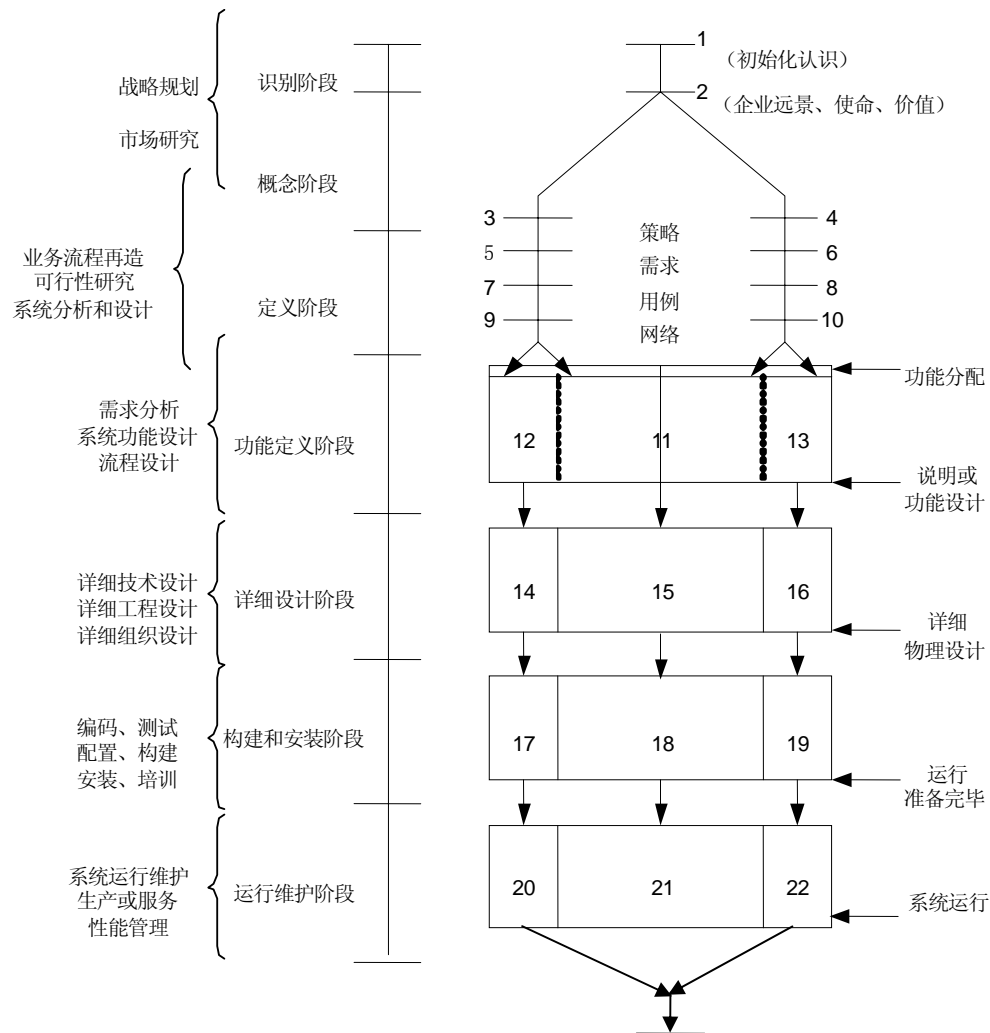 战略规划
市场研究
业务流程再造
可行性研究
系统分析和设计
需求分析
系统功能设计
流程设计
详细技术设计
详细工程设计
详细组织设计
编码、测试
配置、构建
安装、培训
系统运行维护
生产或服务
性能管理
识别阶段
概念阶段
定义阶段
功能定义阶段
详细设计阶段
构建和安装阶段
运行维护阶段
1
（初始化认识）
2
（企业远景、使命、价值）
3
4
策略
5
6
需求
7
8
用例
9
10
网络
功能分配
12
11
13
说明或
功能设计
14
15
16
详细
物理设计
17
18
19
运行
准备完毕
20
21
22
系统运行